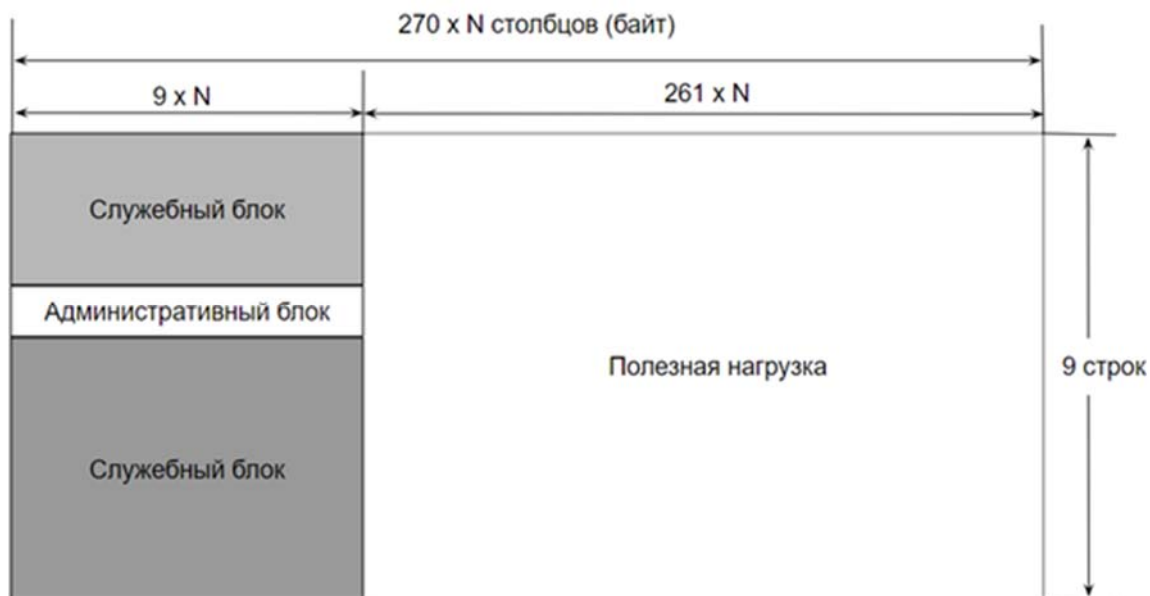 270 x N столбцов (байт)
9 x N
261 x N
Служебный блок
Административный блок
Полезная нагрузка
9 строк
Служебный блок